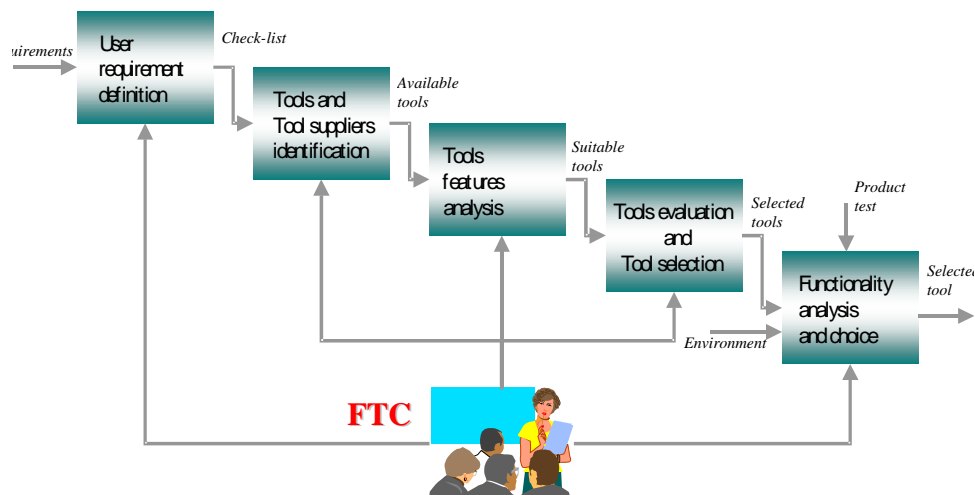 uirements
User
requirement
definition
Check-list
Tools and
Tool suppliers
identification
Available
tools
Tools
features
analysis
Suitable
tools
Tools evaluation
and
Tool selection
Selected
tools
Product
test
Functionality
analysis
and choice
Environment
Selected
tool
FTC